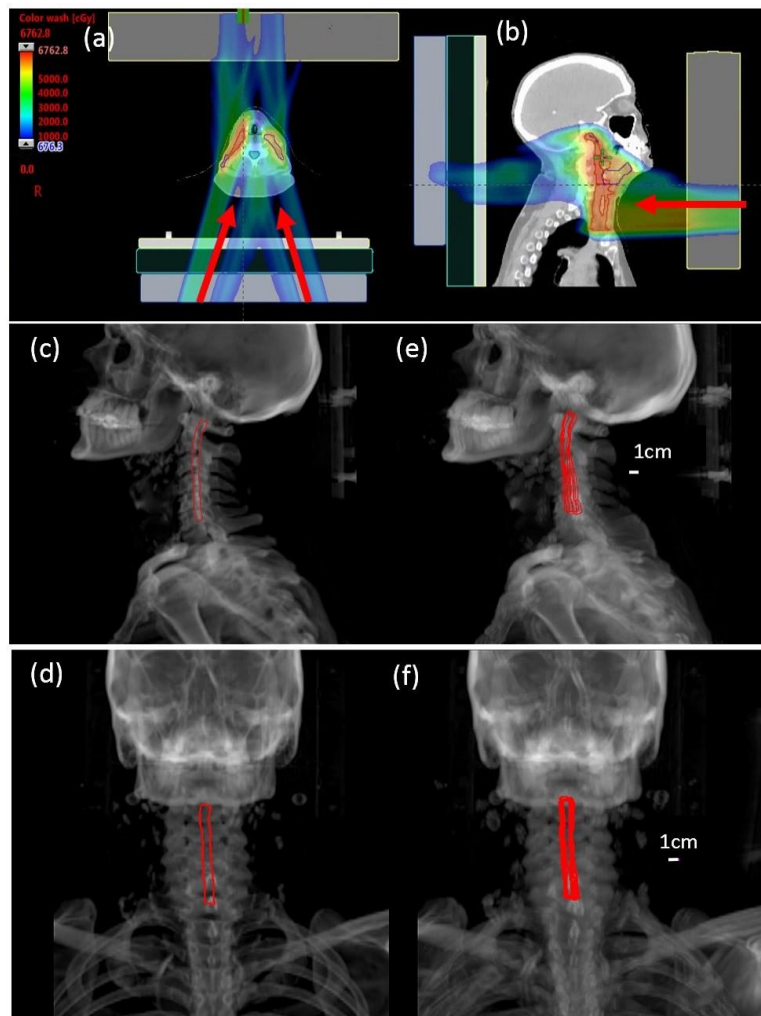 Color wash [cGy]
6762.8
6762.8
5000.0
4000.0
3000.0
2000.0
1000.0
676.3
0.0
R
(a)
(b)
(c)
(e)
1cm
(d)
(f)
1cm